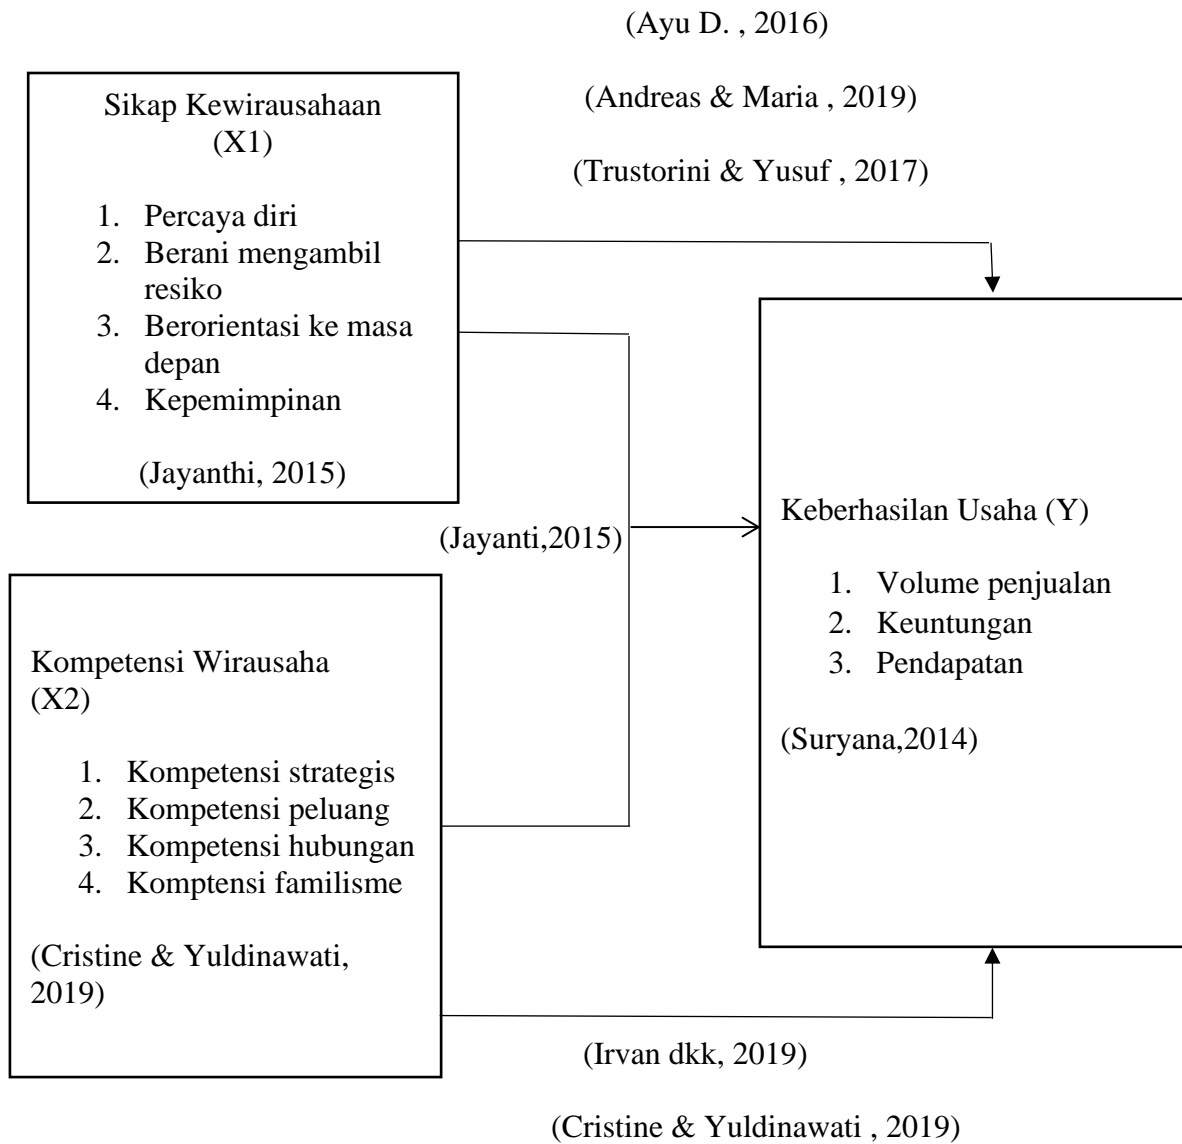 (Ayu D. , 2016)
(Andreas & Maria , 2019)
(Trustorini & Yusuf , 2017)
Sikap Kewirausahaan
(X1)
1. Percaya diri
2. Berani mengambil
resiko
3. Berorientasi ke masa
depan
4. Kepemimpinan
(Jayanthi, 2015)
(Jayanti,2015)
Keberhasilan Usaha (Y)
1. Volume penjualan
2. Keuntungan
3. Pendapatan
(Suryana,2014)
Kompetensi Wirausaha
(X2)
1. Kompetensi strategis
2. Kompetensi peluang
3. Kompetensi hubungan
4. Komptensi familisme
(Cristine & Yuldinawati,
2019)
(Irvan dkk, 2019)
(Cristine & Yuldinawati , 2019)